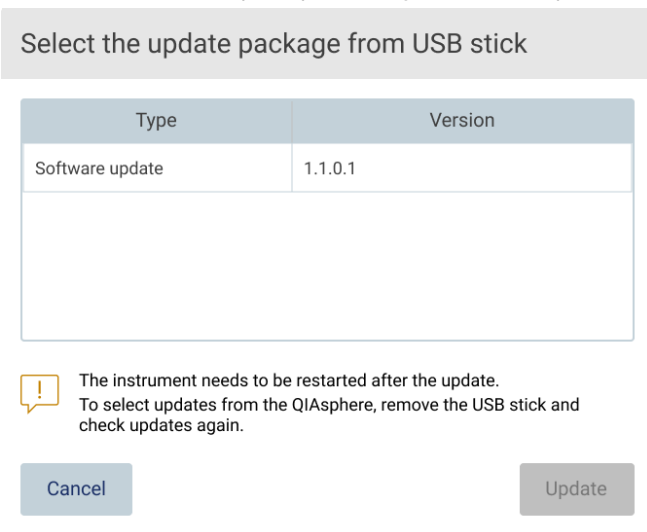 Select the update package from USB stick
Type Version
Software update 1.1.0.1
!
The instrument needs to be restarted after the update.
To select updates from the QIAsphere, remove the USB stick and
check updates again.
Cancel Update